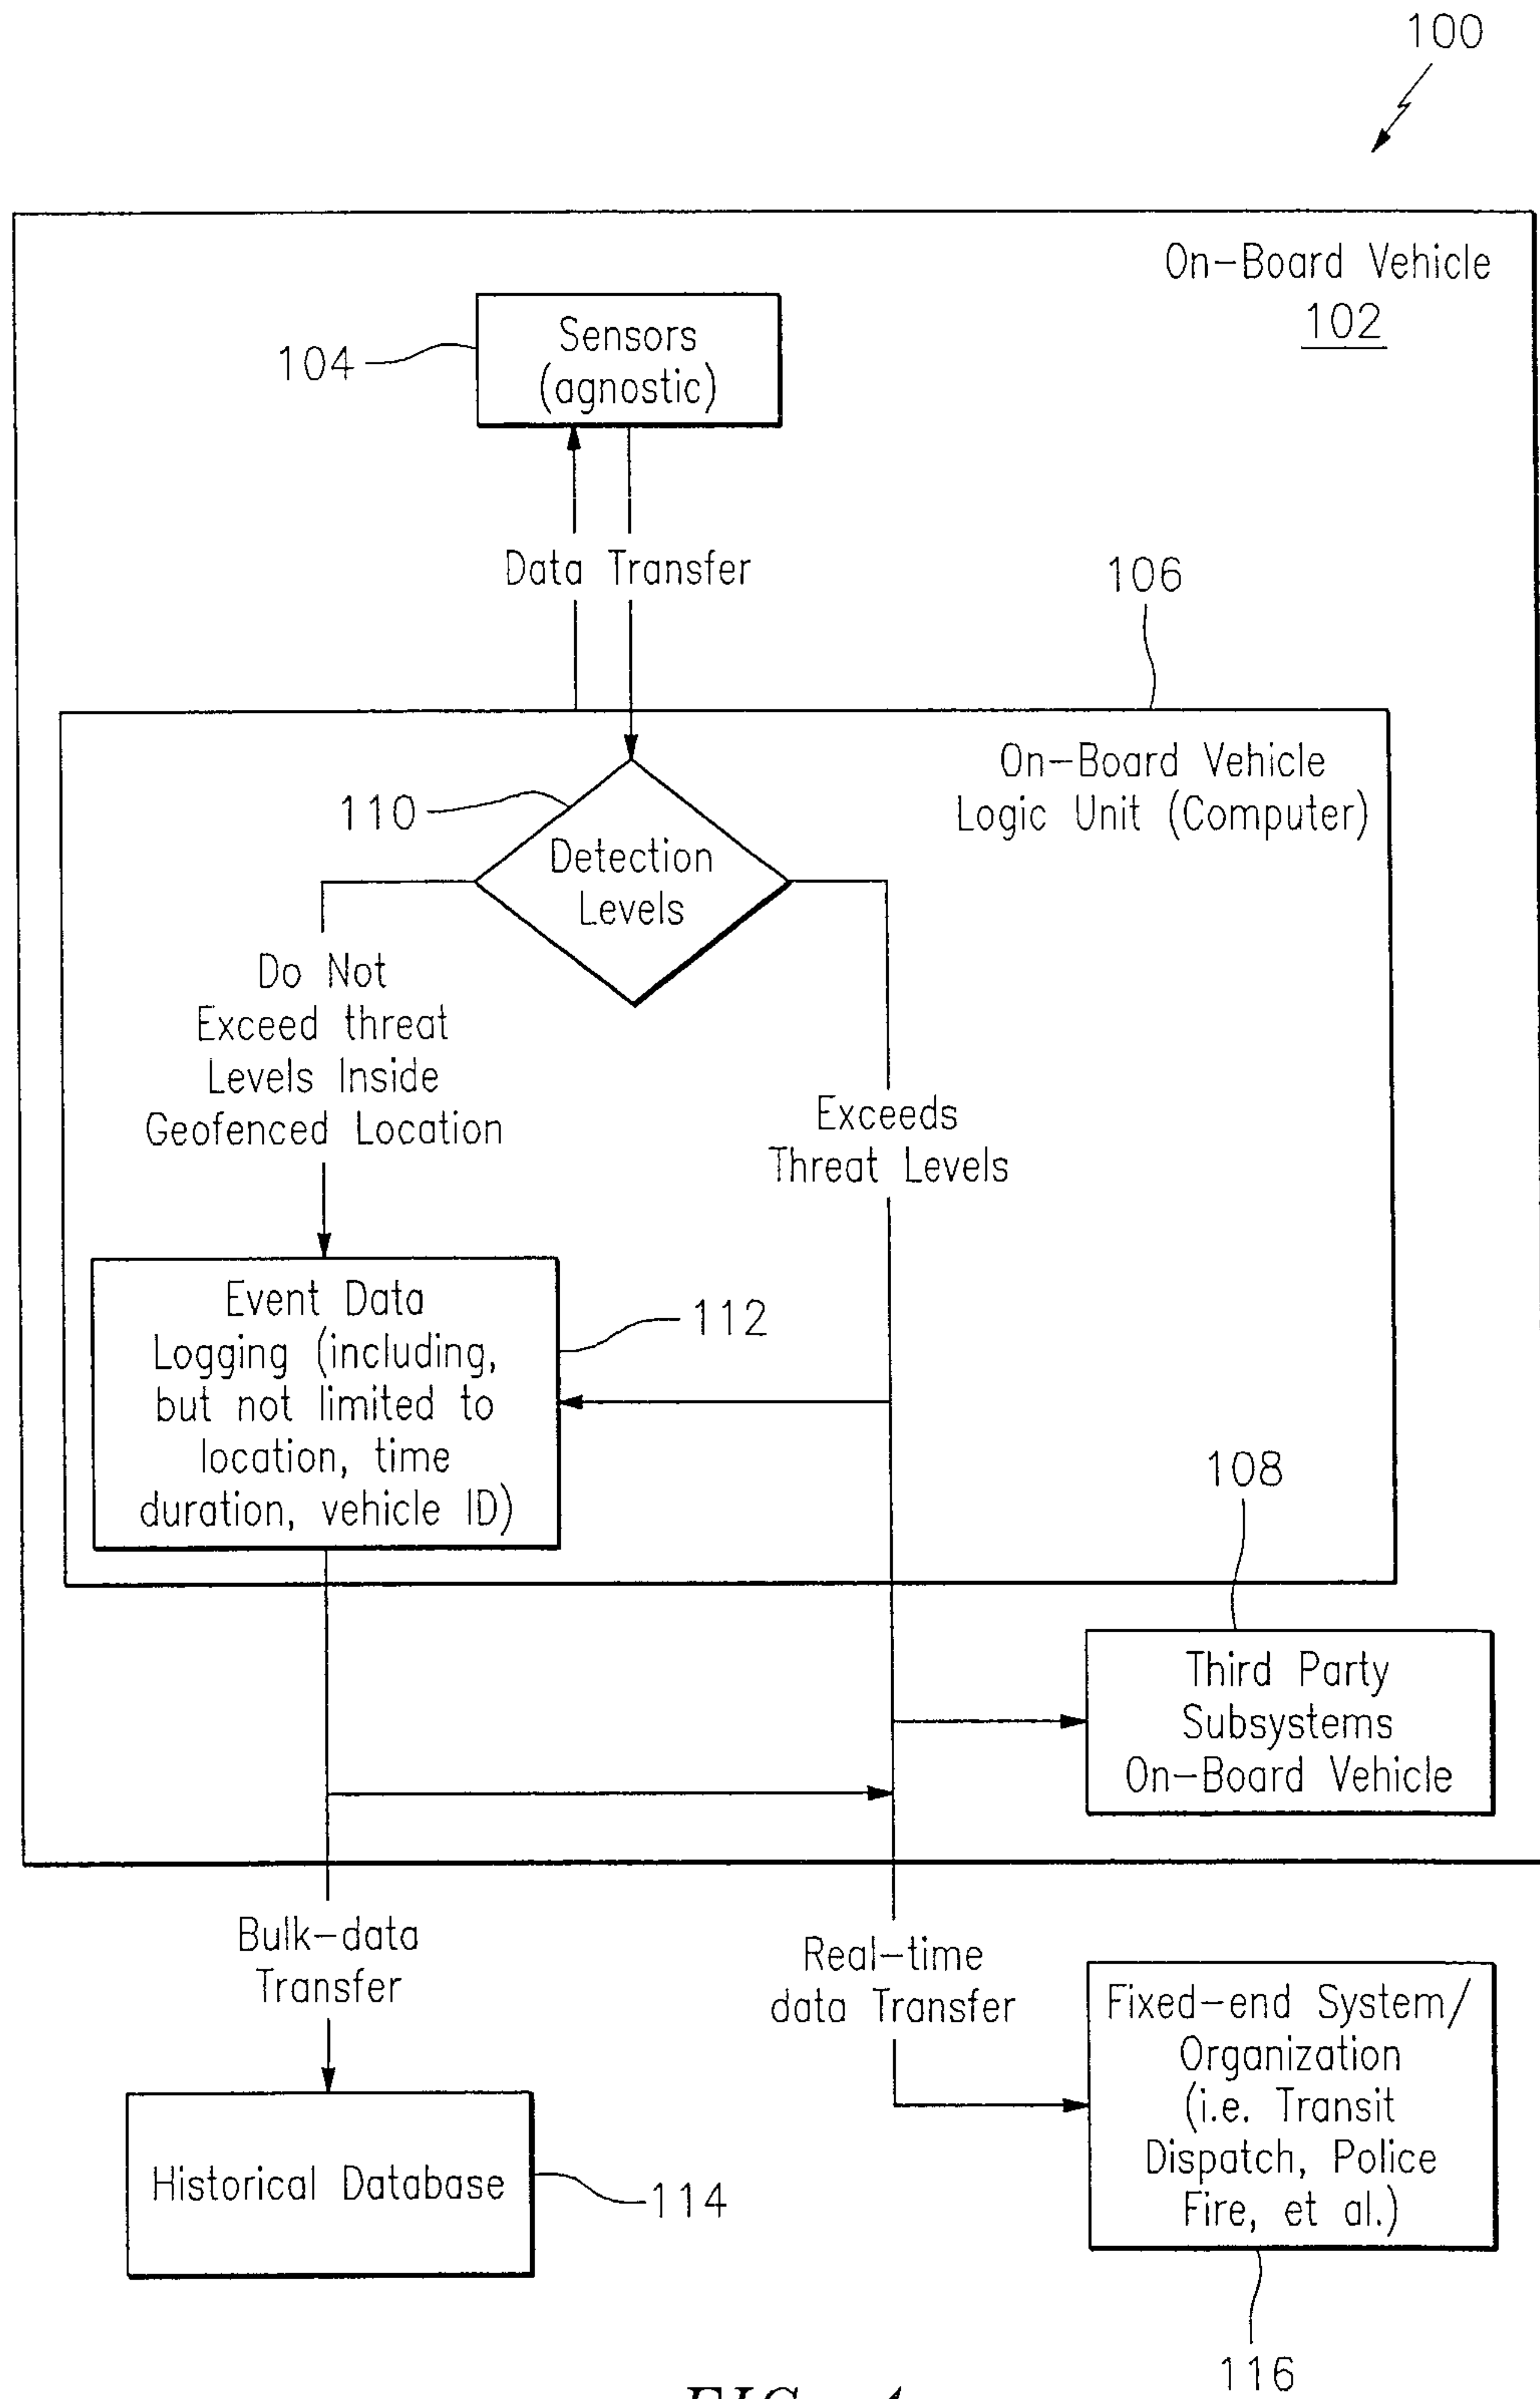 100
On-Board Vehicle
102
Sensors
(agnostic)
104
Data Transfer
106
On-Board Vehicle
Logic Unit (Computer)
110
Detection
Levels
Do Not
Exceed threat
Levels Inside
Geofenced Location
Exceeds
Threat Levels
Event Data
Logging (including,
but not limited to
location, time
duration, vehicle ID)
112
108
Third Party
Subsystems
On-Board Vehicle
Bulk-data
Transfer
Real-time
data Transfer
Fixed-end System/
Organization
(i.e. Transit
Dispatch, Police
Fire, et al.)
Historical Database
114
116